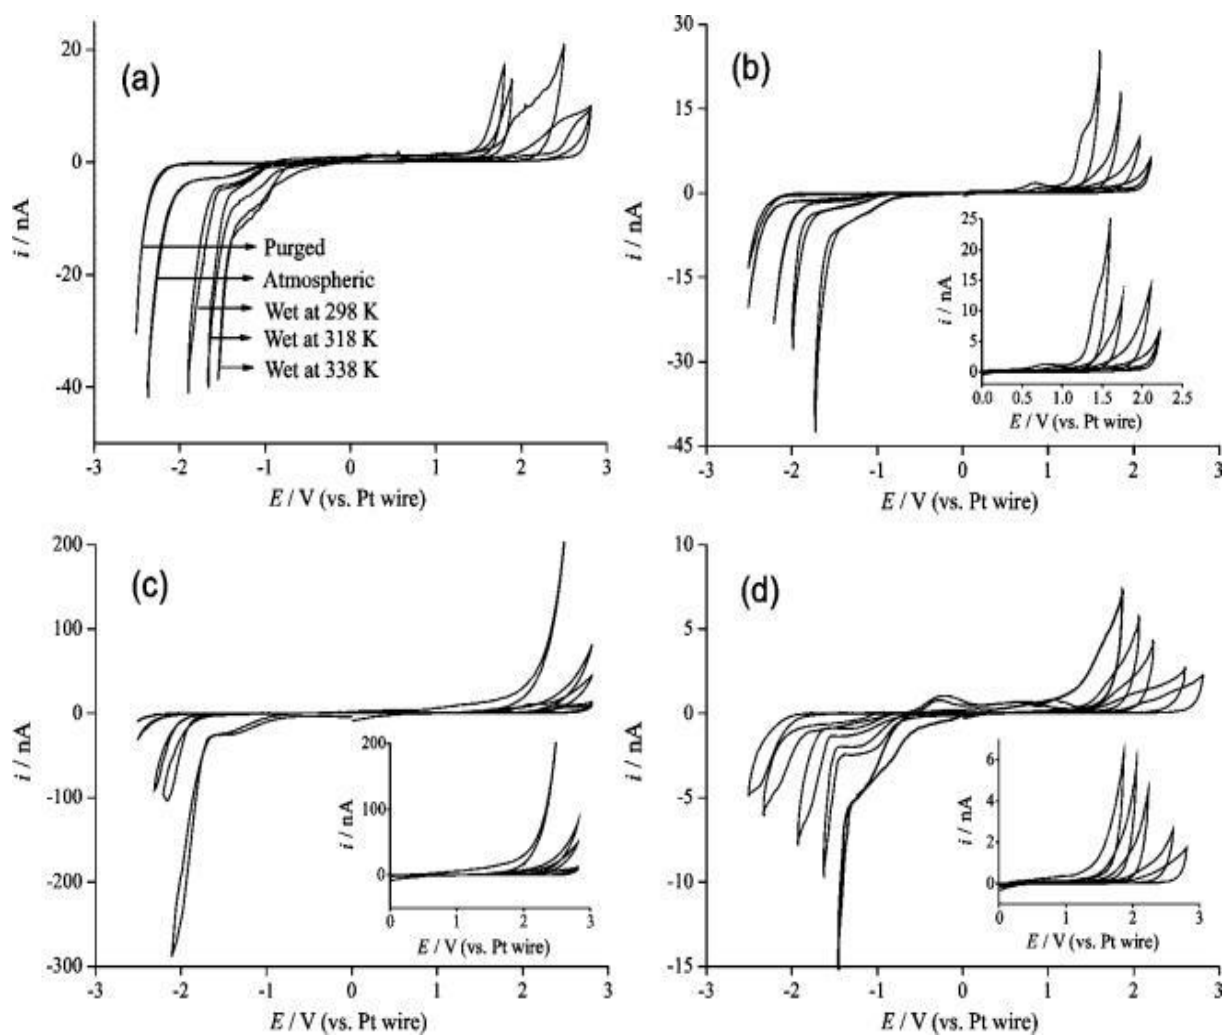 (a)
20
0
-20
-40
i / nA
Purged
Atmospheric
Wet at 298 K
Wet at 318 K
Wet at 338 K
-3 -2 -1 0 1 2 3
E / V (vs. Pt wire)
(b)
30
15
0
-15
-30
-45
i / nA
25
20
15
10
5
0
i / nA
0.0 0.5 1.0 1.5 2.0 2.5
E / V (vs. Pt wire)
-3 -2 -1 0 1 2 3
E / V (vs. Pt wire)
(c)
200
100
0
-100
-200
-300
i / nA
200
100
0
i / nA
0 1 2 3
E / V (vs. Pt wire)
-3 -2 -1 0 1 2 3
E / V (vs. Pt wire)
(d)
10
5
0
-5
-10
-15
i / nA
6
4
2
0
i / nA
0 1 2 3
E / V (vs. Pt wire)
-3 -2 -1 0 1 2 3
E / V (vs. Pt wire)